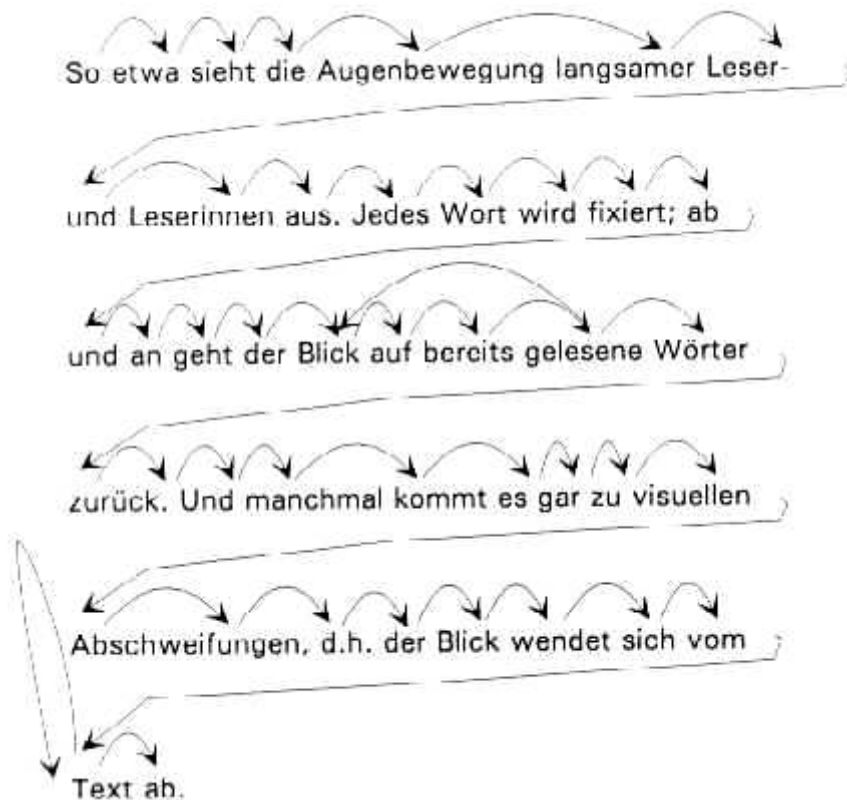 So etwa sieht die Augenbewegung langsamer Leser-
und Leserinnen aus. Jedes Wort wird fixiert; ab
und an geht der Blick auf bereits gelesene Wörter
zurück. Und manchmal kommt es gar zu visuellen
Abschweifungen, d.h. der Blick wendet sich vom
Text ab.